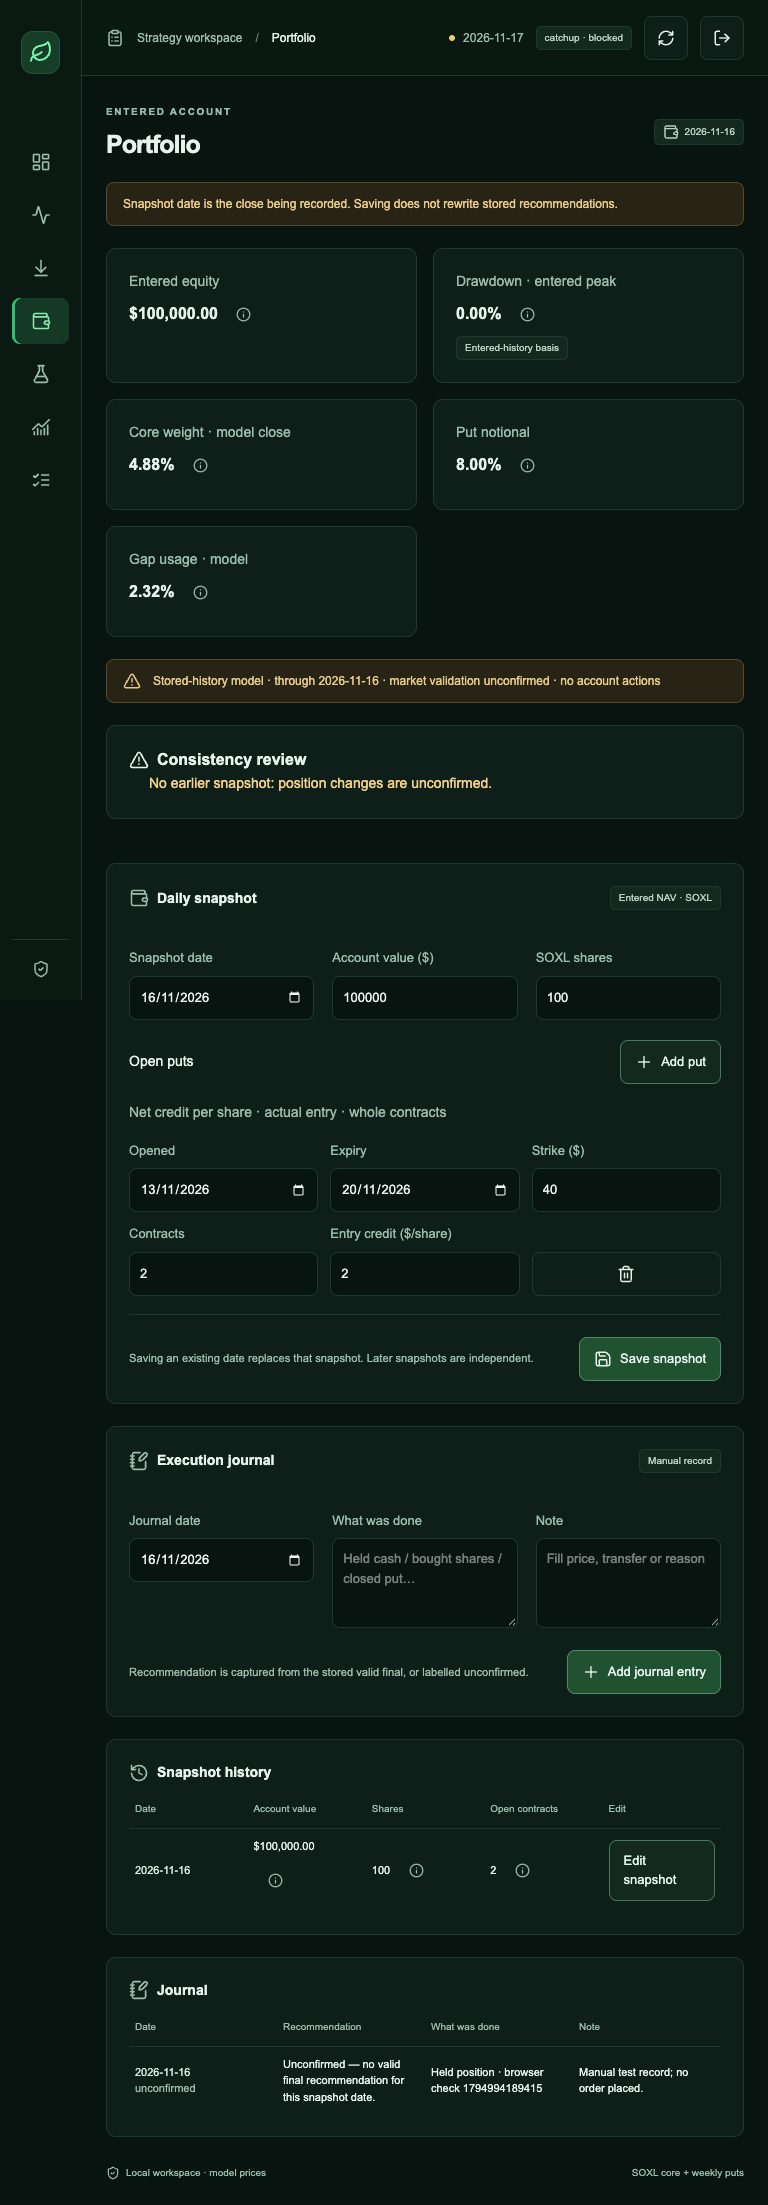 Strategy workspace / Portfolio
2026-11-17
catchup · blocked
ENTERED ACCOUNT
Portfolio
2026-11-16
Snapshot date is the close being recorded. Saving does not rewrite stored recommendations.
Entered equity
$100,000.00
Drawdown · entered peak
0.00%
Entered-history basis
Core weight · model close
4.88%
Put notional
8.00%
Gap usage · model
2.32%
Stored-history model · through 2026-11-16 · market validation unconfirmed · no account actions
Consistency review
No earlier snapshot: position changes are unconfirmed.
Daily snapshot
Entered NAV · SOXL
Snapshot date
Account value ($)
SOXL shares
16/11/2026
100000
100
Open puts
Add put
Net credit per share · actual entry · whole contracts
Opened
Expiry
Strike ($)
13/11/2026
20/11/2026
40
Contracts
Entry credit ($/share)
2
2
Saving an existing date replaces that snapshot. Later snapshots are independent.
Save snapshot
Execution journal
Manual record
Journal date
What was done
Note
16/11/2026
Held cash / bought shares /
closed put…
Fill price, transfer or reason
Recommendation is captured from the stored valid final, or labelled unconfirmed.
Add journal entry
Snapshot history
Date
Account value
Shares
Open contracts
Edit
2026-11-16
$100,000.00
100
2
Edit
snapshot
Journal
Date
Recommendation
What was done
Note
2026-11-16
unconfirmed
Unconfirmed — no valid
final recommendation for
this snapshot date.
Held position · browser
check 1794994189415
Manual test record; no
order placed.
Local workspace · model prices
SOXL core + weekly puts